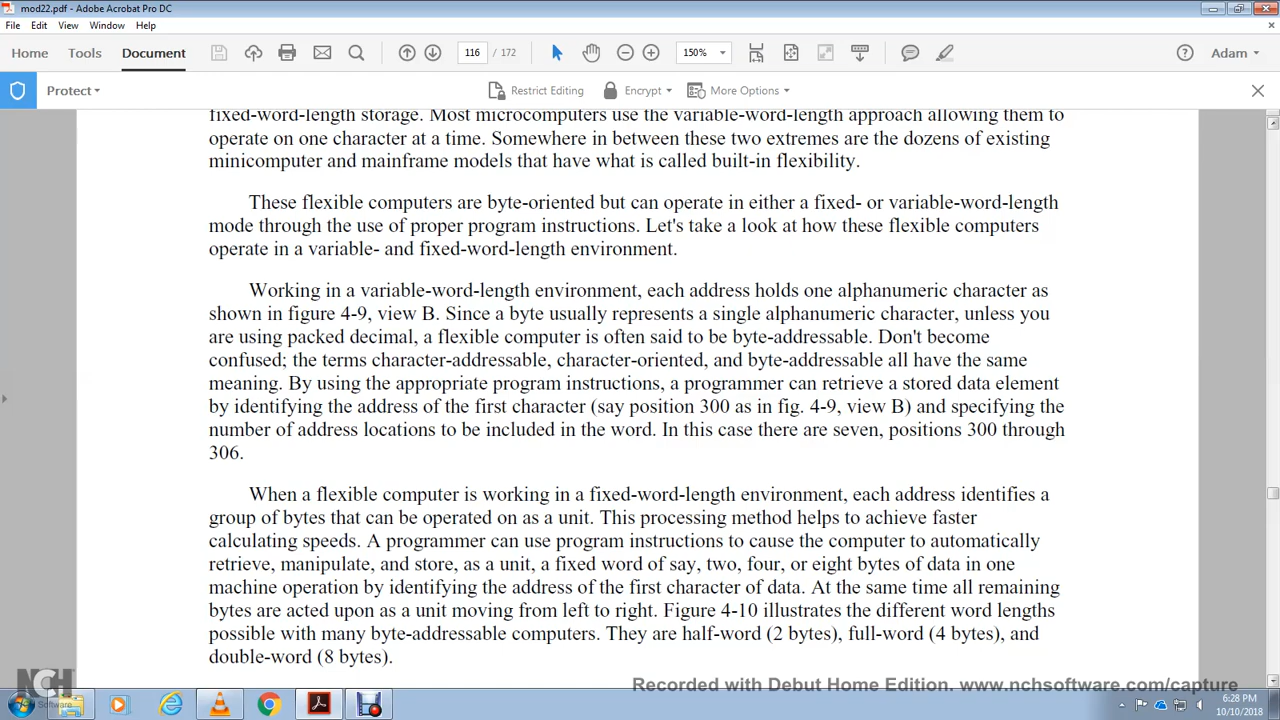 mod22.pdf - Adobe Acrobat Pro DC
File Edit View Window Help
Home Tools Document 116 / 172 150% Adam
Protect Restrict Editing Encrypt More Options
fixed-word-length storage. Most microcomputers use the variable-word-length approach allowing them to
operate on one character at a time. Somewhere in between these two extremes are the dozens of existing
minicomputer and mainframe models that have what is called built-in flexibility.
These flexible computers are byte-oriented but can operate in either a fixed- or variable-word-length
mode through the use of proper program instructions. Let's take a look at how these flexible computers
operate in a variable- and fixed-word-length environment.
Working in a variable-word-length environment, each address holds one alphanumeric character as
shown in figure 4-9, view B. Since a byte usually represents a single alphanumeric character, unless you
are using packed decimal, a flexible computer is often said to be byte-addressable. Don't become
confused; the terms character-addressable, character-oriented, and byte-addressable all have the same
meaning. By using the appropriate program instructions, a programmer can retrieve a stored data element
by identifying the address of the first character (say position 300 as in fig. 4-9, view B) and specifying the
number of address locations to be included in the word. In this case there are seven, positions 300 through
306.
When a flexible computer is working in a fixed-word-length environment, each address identifies a
group of bytes that can be operated on as a unit. This processing method helps to achieve faster
calculating speeds. A programmer can use program instructions to cause the computer to automatically
retrieve, manipulate, and store, as a unit, a fixed word of say, two, four, or eight bytes of data in one
machine operation by identifying the address of the first character of data. At the same time all remaining
bytes are acted upon as a unit moving from left to right. Figure 4-10 illustrates the different word lengths
possible with many byte-addressable computers. They are half-word (2 bytes), full-word (4 bytes), and
double-word (8 bytes).
NCH Software
Recorded with Debut Home Edition. www.nchsoftware.com/capture
6:28 PM
10/10/2018